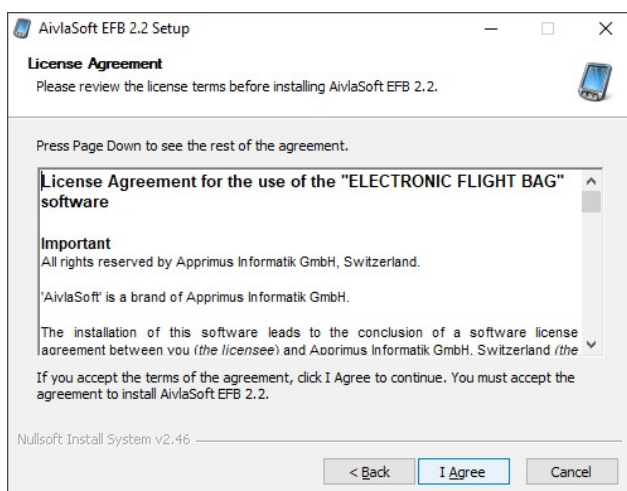 AivlaSoft EFB 2.2 Setup
License Agreement
Please review the license terms before installing AivlaSoft EFB 2.2.
Press Page Down to see the rest of the agreement.
License Agreement for the use of the "ELECTRONIC FLIGHT BAG"
software
Important
All rights reserved by Apprimus Informatik GmbH, Switzerland.
'AivlaSoft' is a brand of Apprimus Informatik GmbH.
The installation of this software leads to the conclusion of a software license
agreement between you (the licensee) and Apprimus Informatik GmbH, Switzerland (the
If you accept the terms of the agreement, click I Agree to continue. You must accept the
agreement to install AivlaSoft EFB 2.2.
Nullsoft Install System v2.46
< Back I Agree Cancel